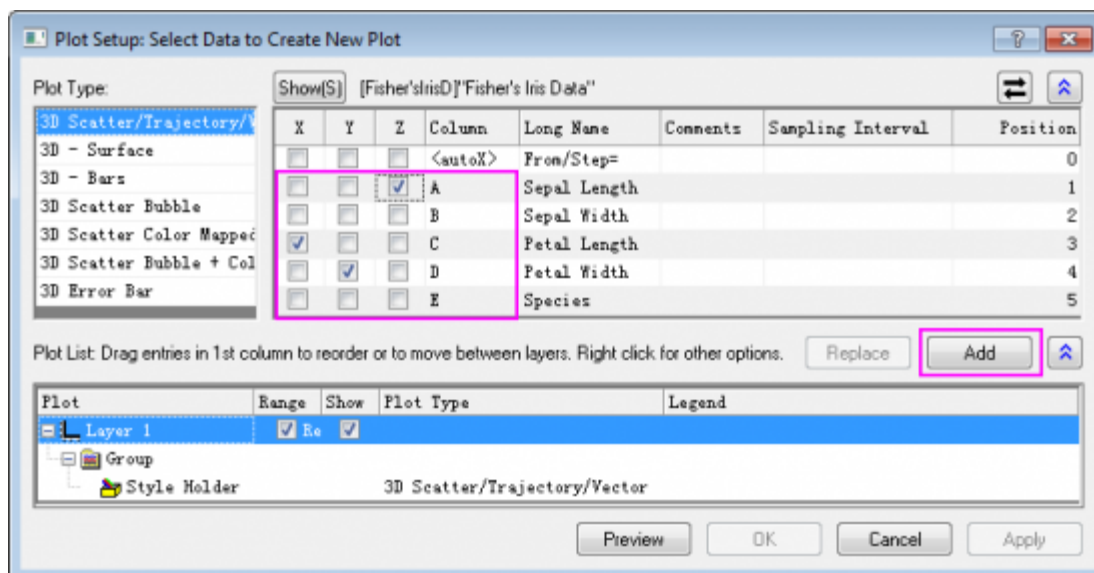 Plot Setup: Select Data to Create New Plot
Plot Type: Show(S) [Fisher'sIrisD]"Fisher's Iris Data"
3D Scatter/Trajectory/V
3D - Surface
3D - Bars
3D Scatter Bubble
3D Scatter Color Mapped
3D Scatter Bubble + Col
3D Error Bar
X Y Z Column Long Name Comments Sampling Interval Position
<autoX> From/Step= 0
A Sepal Length 1
B Sepal Width 2
C Petal Length 3
D Petal Width 4
E Species 5
Plot List: Drag entries in 1st column to reorder or to move between layers. Right click for other options. Replace Add
Plot Range Show Plot Type Legend
Layer 1 Re
Group
Style Holder 3D Scatter/Trajectory/Vector
Preview OK Cancel Apply